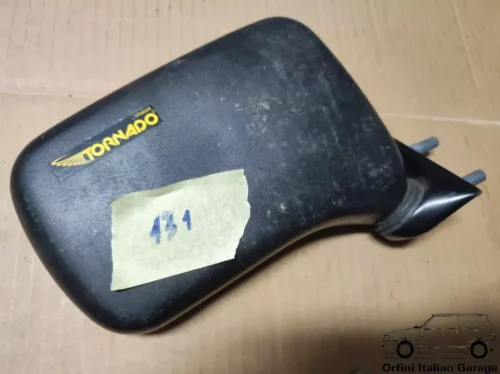 TORNADO
131
Orfini Italian Garage